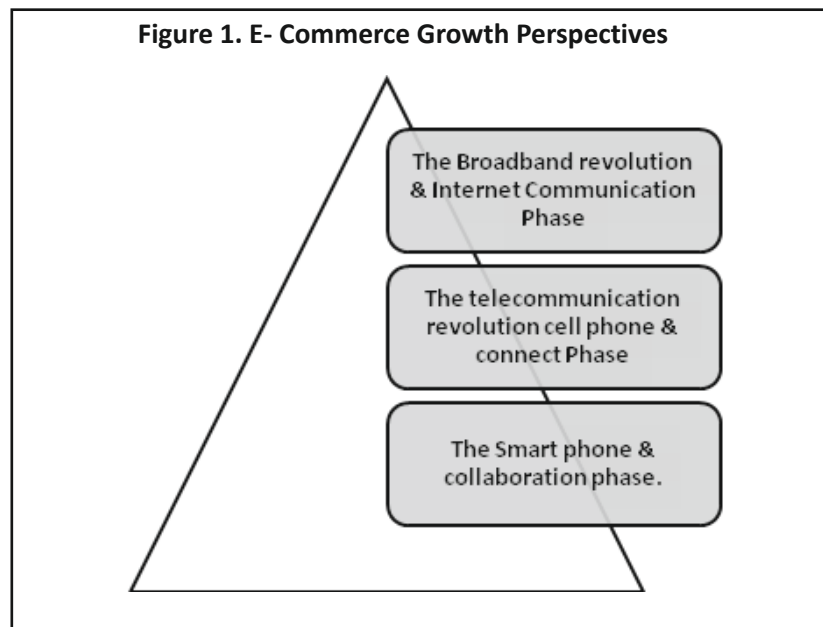 Figure 1. E- Commerce Growth Perspectives
The Broadband revolution
& Internet Communication
Phase
The telecommunication
revolution cell phone &
connect Phase
The Smart phone &
collaboration phase.